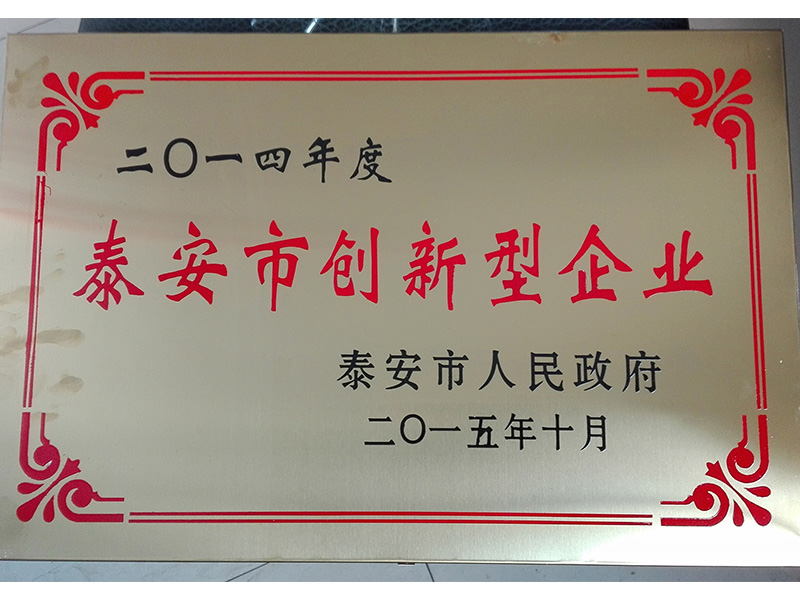 二〇一四年度
泰安市创新型企业
泰安市人民政府
二〇一五年十月